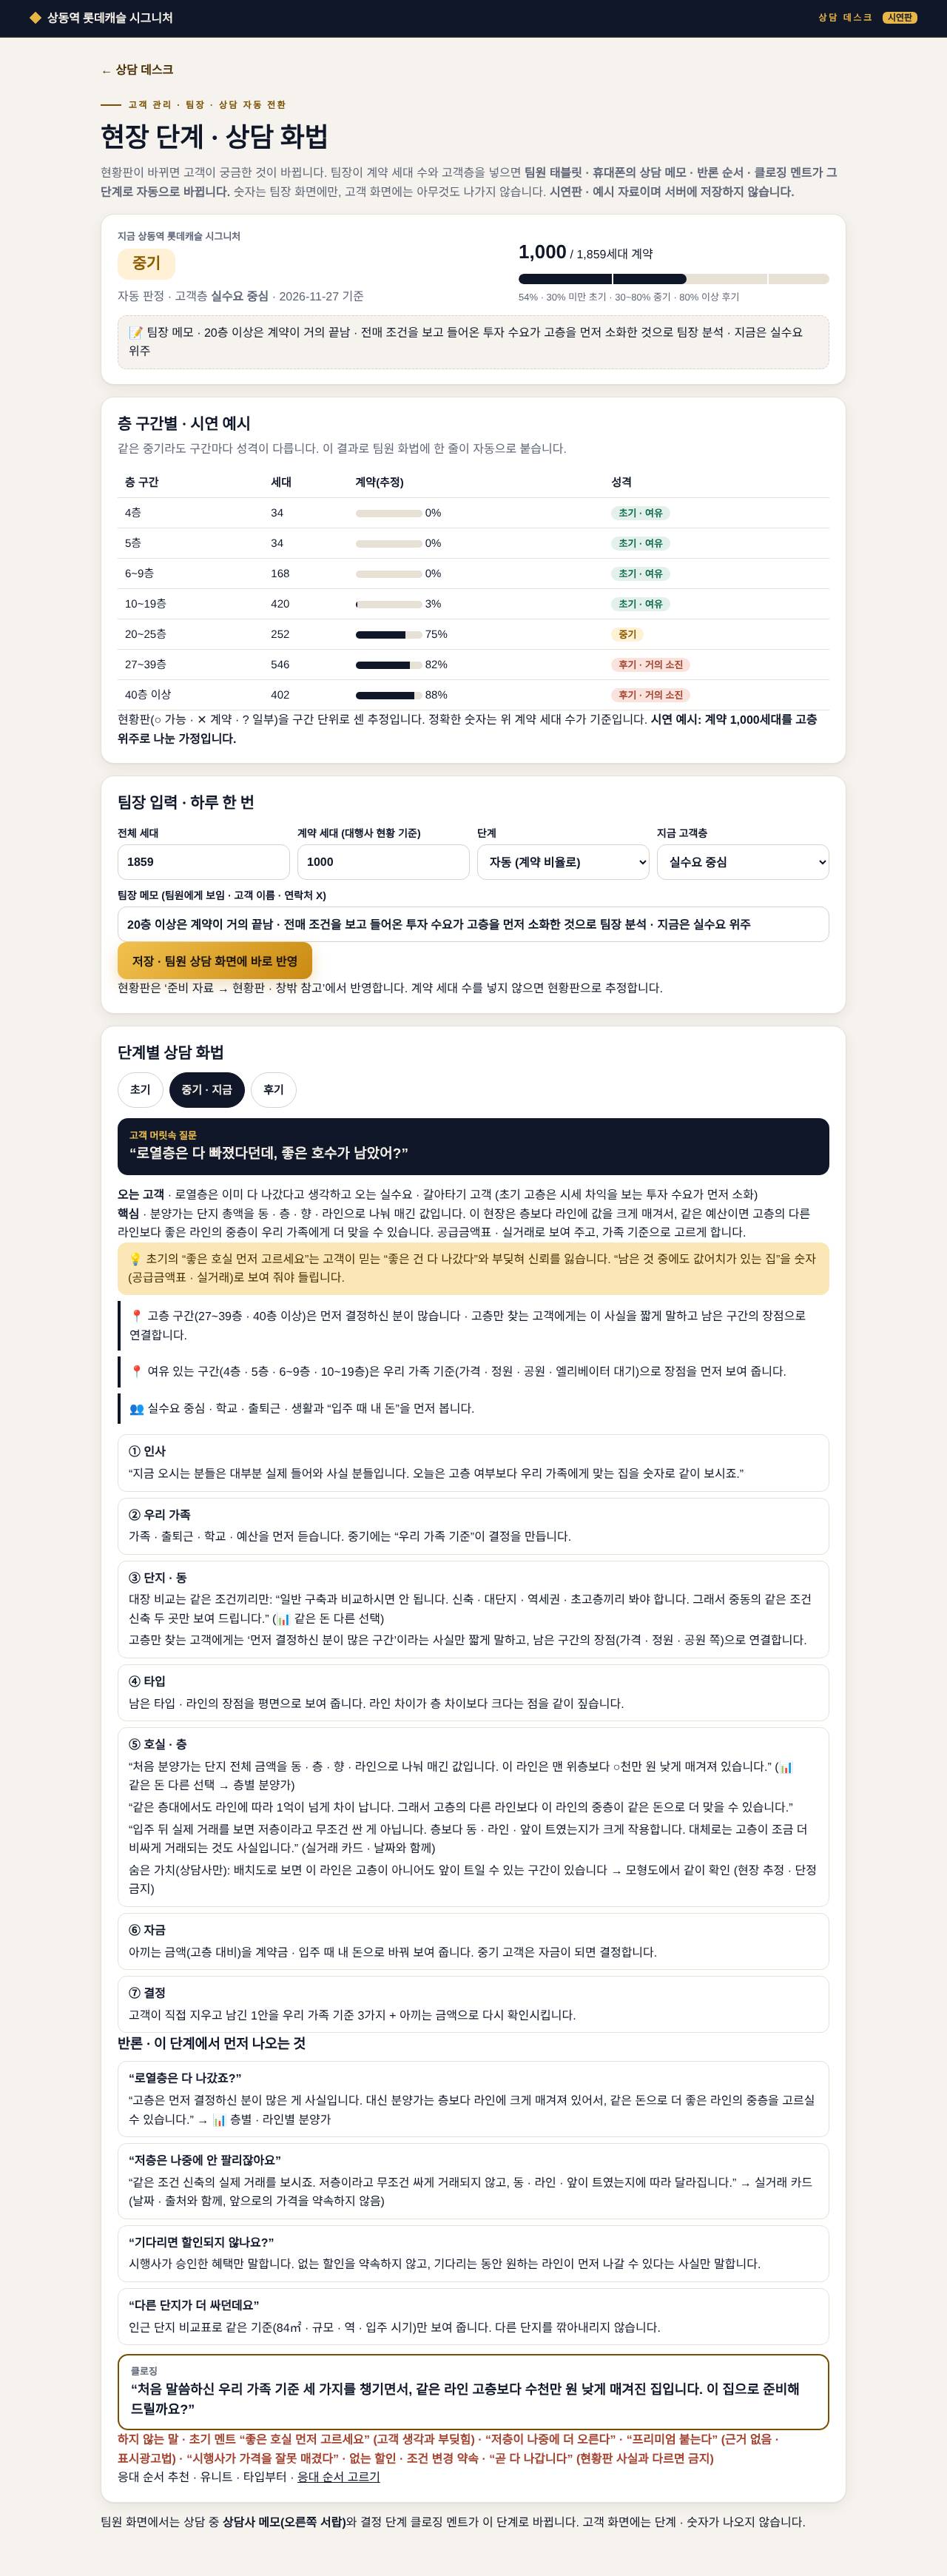 ◆ 상동역 롯데캐슬 시그니처
상담 데스크 시연판
← 상담 데스크
고객 관리 · 팀장 · 상담 자동 전환
현장 단계 · 상담 화법
현황판이 바뀌면 고객이 궁금한 것이 바뀝니다. 팀장이 계약 세대 수와 고객층을 넣으면 팀원 태블릿 · 휴대폰의 상담 메모 · 반론 순서 · 클로징 멘트가 그
단계로 자동으로 바뀝니다. 숫자는 팀장 화면에만, 고객 화면에는 아무것도 나가지 않습니다. 시연판 · 예시 자료이며 서버에 저장하지 않습니다.
지금 상동역 롯데캐슬 시그니처
중기
자동 판정 · 고객층 실수요 중심 · 2026-11-27 기준
1,000 / 1,859세대 계약
54% · 30% 미만 초기 · 30~80% 중기 · 80% 이상 후기
📝 팀장 메모 · 20층 이상은 계약이 거의 끝남 · 전매 조건을 보고 들어온 투자 수요가 고층을 먼저 소화한 것으로 팀장 분석 · 지금은 실수요
위주
층 구간별 · 시연 예시
같은 중기라도 구간마다 성격이 다릅니다. 이 결과로 팀원 화법에 한 줄이 자동으로 붙습니다.
층 구간 세대 계약(추정) 성격
4층 34 0% 초기 · 여유
5층 34 0% 초기 · 여유
6~9층 168 0% 초기 · 여유
10~19층 420 3% 초기 · 여유
20~25층 252 75% 중기
27~39층 546 82% 후기 · 거의 소진
40층 이상 402 88% 후기 · 거의 소진
현황판(○ 가능 · ✕ 계약 · ? 일부)을 구간 단위로 센 추정입니다. 정확한 숫자는 위 계약 세대 수가 기준입니다. 시연 예시: 계약 1,000세대를 고층
위주로 나눈 가정입니다.
팀장 입력 · 하루 한 번
전체 세대 계약 세대 (대행사 현황 기준) 단계 지금 고객층
1859 1000 자동 (계약 비율로) 실수요 중심
팀장 메모 (팀원에게 보임 · 고객 이름 · 연락처 X)
20층 이상은 계약이 거의 끝남 · 전매 조건을 보고 들어온 투자 수요가 고층을 먼저 소화한 것으로 팀장 분석 · 지금은 실수요 위주
저장 · 팀원 상담 화면에 바로 반영
현황판은 ‘준비 자료 → 현황판 · 창밖 참고’에서 반영합니다. 계약 세대 수를 넣지 않으면 현황판으로 추정합니다.
단계별 상담 화법
초기 중기 · 지금 후기
고객 머릿속 질문
“로열층은 다 빠졌다던데, 좋은 호수가 남았어?”
오는 고객 · 로열층은 이미 다 나갔다고 생각하고 오는 실수요 · 갈아타기 고객 (초기 고층은 시세 차익을 보는 투자 수요가 먼저 소화)
핵심 · 분양가는 단지 총액을 동 · 층 · 향 · 라인으로 나눠 매긴 값입니다. 이 현장은 층보다 라인에 값을 크게 매겨서, 같은 예산이면 고층의 다른
라인보다 좋은 라인의 중층이 우리 가족에게 더 맞을 수 있습니다. 공급금액표 · 실거래로 보여 주고, 가족 기준으로 고르게 합니다.
💡 초기의 “좋은 호실 먼저 고르세요”는 고객이 믿는 “좋은 건 다 나갔다”와 부딪혀 신뢰를 잃습니다. “남은 것 중에도 값어치가 있는 집”을 숫자
(공급금액표 · 실거래)로 보여 줘야 들립니다.
📍 고층 구간(27~39층 · 40층 이상)은 먼저 결정하신 분이 많습니다 · 고층만 찾는 고객에게는 이 사실을 짧게 말하고 남은 구간의 장점으로
연결합니다.
📍 여유 있는 구간(4층 · 5층 · 6~9층 · 10~19층)은 우리 가족 기준(가격 · 정원 · 공원 · 엘리베이터 대기)으로 장점을 먼저 보여 줍니다.
👥 실수요 중심 · 학교 · 출퇴근 · 생활과 “입주 때 내 돈”을 먼저 봅니다.
① 인사
“지금 오시는 분들은 대부분 실제 들어와 사실 분들입니다. 오늘은 고층 여부보다 우리 가족에게 맞는 집을 숫자로 같이 보시죠.”
② 우리 가족
가족 · 출퇴근 · 학교 · 예산을 먼저 듣습니다. 중기에는 “우리 가족 기준”이 결정을 만듭니다.
③ 단지 · 동
대장 비교는 같은 조건끼리만: “일반 구축과 비교하시면 안 됩니다. 신축 · 대단지 · 역세권 · 초고층끼리 봐야 합니다. 그래서 중동의 같은 조건
신축 두 곳만 보여 드립니다.” (📊 같은 돈 다른 선택)
고층만 찾는 고객에게는 ‘먼저 결정하신 분이 많은 구간’이라는 사실만 짧게 말하고, 남은 구간의 장점(가격 · 정원 · 공원 쪽)으로 연결합니다.
④ 타입
남은 타입 · 라인의 장점을 평면으로 보여 줍니다. 라인 차이가 층 차이보다 크다는 점을 같이 짚습니다.
⑤ 호실 · 층
“처음 분양가는 단지 전체 금액을 동 · 층 · 향 · 라인으로 나눠 매긴 값입니다. 이 라인은 맨 위층보다 ○천만 원 낮게 매겨져 있습니다.” (📊
같은 돈 다른 선택 → 층별 분양가)
“같은 층대에서도 라인에 따라 1억이 넘게 차이 납니다. 그래서 고층의 다른 라인보다 이 라인의 중층이 같은 돈으로 더 맞을 수 있습니다.”
“입주 뒤 실제 거래를 보면 저층이라고 무조건 싼 게 아닙니다. 층보다 동 · 라인 · 앞이 트였는지가 크게 작용합니다. 대체로는 고층이 조금 더
비싸게 거래되는 것도 사실입니다.” (실거래 카드 · 날짜와 함께)
숨은 가치(상담사만): 배치도로 보면 이 라인은 고층이 아니어도 앞이 트일 수 있는 구간이 있습니다 → 모형도에서 같이 확인 (현장 추정 · 단정
금지)
⑥ 자금
아끼는 금액(고층 대비)을 계약금 · 입주 때 내 돈으로 바꿔 보여 줍니다. 중기 고객은 자금이 되면 결정합니다.
⑦ 결정
고객이 직접 지우고 남긴 1안을 우리 가족 기준 3가지 + 아끼는 금액으로 다시 확인시킵니다.
반론 · 이 단계에서 먼저 나오는 것
“로열층은 다 나갔죠?”
“고층은 먼저 결정하신 분이 많은 게 사실입니다. 대신 분양가는 층보다 라인에 크게 매겨져 있어서, 같은 돈으로 더 좋은 라인의 중층을 고르실
수 있습니다.” → 📊 층별 · 라인별 분양가
“저층은 나중에 안 팔리잖아요”
“같은 조건 신축의 실제 거래를 보시죠. 저층이라고 무조건 싸게 거래되지 않고, 동 · 라인 · 앞이 트였는지에 따라 달라집니다.” → 실거래 카드
(날짜 · 출처와 함께, 앞으로의 가격을 약속하지 않음)
“기다리면 할인되지 않나요?”
시행사가 승인한 혜택만 말합니다. 없는 할인을 약속하지 않고, 기다리는 동안 원하는 라인이 먼저 나갈 수 있다는 사실만 말합니다.
“다른 단지가 더 싸던데요”
인근 단지 비교표로 같은 기준(84㎡ · 규모 · 역 · 입주 시기)만 보여 줍니다. 다른 단지를 깎아내리지 않습니다.
클로징
“처음 말씀하신 우리 가족 기준 세 가지를 챙기면서, 같은 라인 고층보다 수천만 원 낮게 매겨진 집입니다. 이 집으로 준비해
드릴까요?”
하지 않는 말 · 초기 멘트 “좋은 호실 먼저 고르세요” (고객 생각과 부딪힘) · “저층이 나중에 더 오른다” · “프리미엄 붙는다” (근거 없음 ·
표시광고법) · “시행사가 가격을 잘못 매겼다” · 없는 할인 · 조건 변경 약속 · “곧 다 나갑니다” (현황판 사실과 다르면 금지)
응대 순서 추천 · 유니트 · 타입부터 · 응대 순서 고르기
팀원 화면에서는 상담 중 상담사 메모(오른쪽 서랍)와 결정 단계 클로징 멘트가 이 단계로 바뀝니다. 고객 화면에는 단계 · 숫자가 나오지 않습니다.